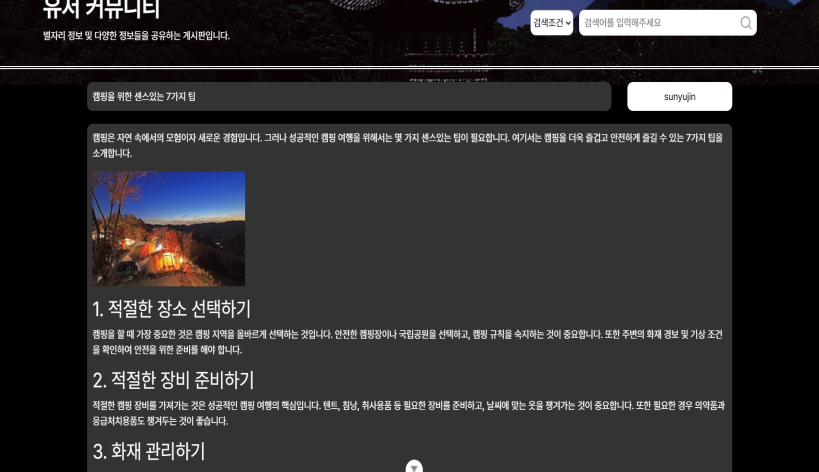 유저 커뮤니티
별자리 정보 및 다양한 정보들을 공유하는 게시판입니다.
검색조건
검색어를 입력해주세요
캠핑을 위한 센스있는 7가지 팁
sunyujin
캠핑은 자연 속에서의 모험이자 새로운 경험입니다. 그러나 성공적인 캠핑 여행을 위해서는 몇 가지 센스있는 팁이 필요합니다. 여기서는 캠핑을 더욱 즐겁고 안전하게 즐길 수 있는 7가지 팁을
소개합니다.
1. 적절한 장소 선택하기
캠핑을 할 때 가장 중요한 것은 캠핑 지역을 올바르게 선택하는 것입니다. 안전한 캠핑장이나 국립공원을 선택하고, 캠핑 규칙을 숙지하는 것이 중요합니다. 또한 주변의 화재 경보 및 기상 조건
을 확인하여 안전을 위한 준비를 해야 합니다.
2. 적절한 장비 준비하기
적절한 캠핑 장비를 가져가는 것은 성공적인 캠핑 여행의 핵심입니다. 텐트, 침낭, 취사용품 등 필요한 장비를 준비하고, 날씨에 맞는 옷을 챙겨가는 것이 중요합니다. 또한 필요한 경우 의약품과
응급처치용품도 챙겨두는 것이 좋습니다.
3. 화재 관리하기